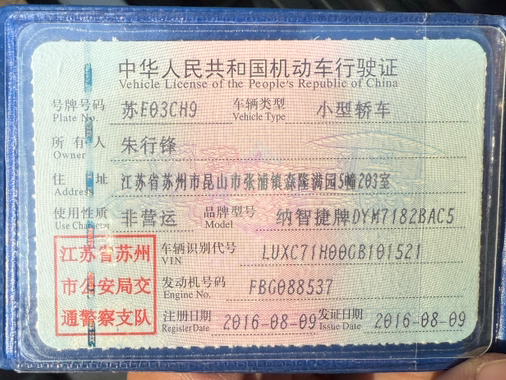 中华人民共和国机动车行驶证
Vehicle License of the People's Republic of China
号牌号码 苏E03CH9 车辆类型 小型轿车
Plate No. Vehicle Type
所有人 朱行锋
Owner
住址 江苏省苏州市昆山市张浦镇森隆满园5幢203室
Address
使用性质 非营运 品牌型号 纳智捷牌DYM7182BAC5
Use Character Model
江苏省苏州
市公安局交
通警察支队
车辆识别代号 LUXC71H00GB101521
VIN
发动机号码 FBG088537
Engine No.
注册日期 2016-08-09 发证日期 2016-08-09
Register Date Issue Date